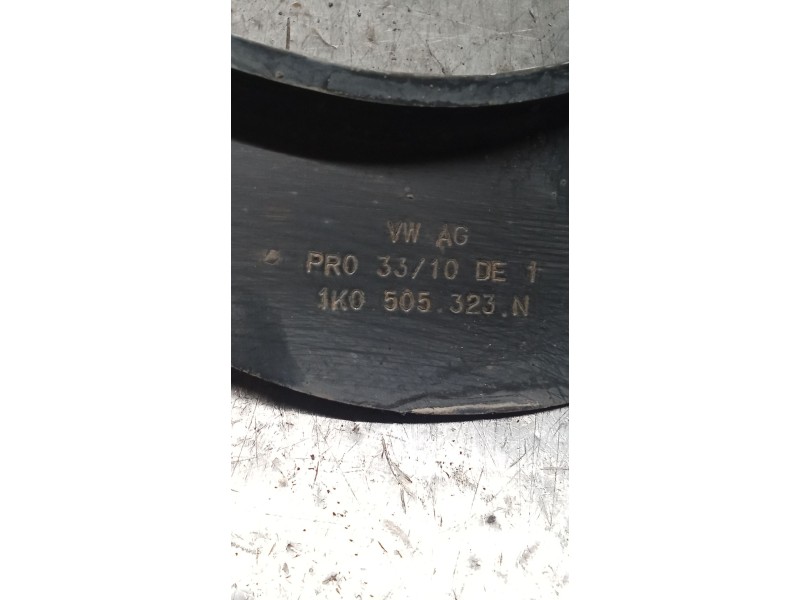 VW AG
PRO 33/10 DE 1
1K0 505.323.N